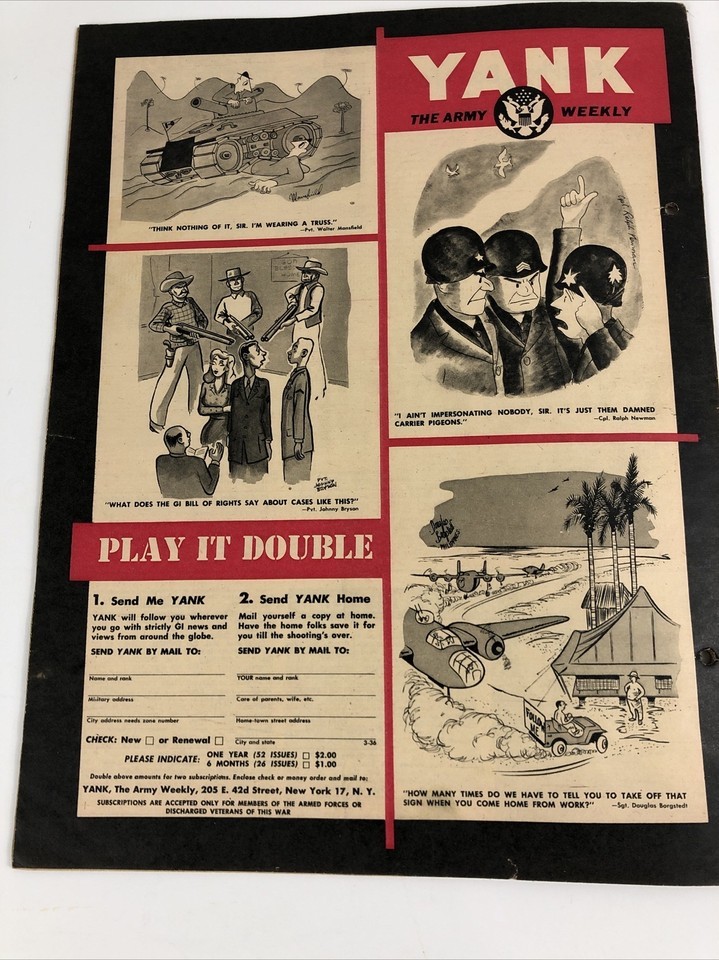 YANK
THE ARMY WEEKLY
"THINK NOTHING OF IT, SIR. I'M WEARING A TRUSS."
—Pvt. Walter Mansfield
Cpl. Ralph Newman
"I AIN'T IMPERSONATING NOBODY, SIR. IT'S JUST THEM DAMNED
CARRIER PIGEONS."
—Cpl. Ralph Newman
PVT.
JOHNNY
BRYSON
"WHAT DOES THE GI BILL OF RIGHTS SAY ABOUT CASES LIKE THIS?"
—Pvt. Johnny Bryson
PLAY IT DOUBLE
1. Send Me YANK
YANK will follow you wherever
you go with strictly GI news and
views from around the globe.
SEND YANK BY MAIL TO:
Name and rank
Military address
City address needs zone number
2. Send YANK Home
Mail yourself a copy at home.
Have the home folks save it for
you till the shooting's over.
SEND YANK BY MAIL TO:
YOUR name and rank
Care of parents, wife, etc.
Home-town street address
City and state
3-36
CHECK: New or Renewal
PLEASE INDICATE: ONE YEAR (52 ISSUES) $2.00
6 MONTHS (26 ISSUES) $1.00
Double above amounts for two subscriptions. Enclose check or money order and mail to:
YANK, The Army Weekly, 205 E. 42d Street, New York 17, N. Y.
SUBSCRIPTIONS ARE ACCEPTED ONLY FOR MEMBERS OF THE ARMED FORCES OR
DISCHARGED VETERANS OF THIS WAR
FOLLOW
ME
"HOW MANY TIMES DO WE HAVE TO TELL YOU TO TAKE OFF THAT
SIGN WHEN YOU COME HOME FROM WORK?"
—Sgt. Douglas Borgstedt